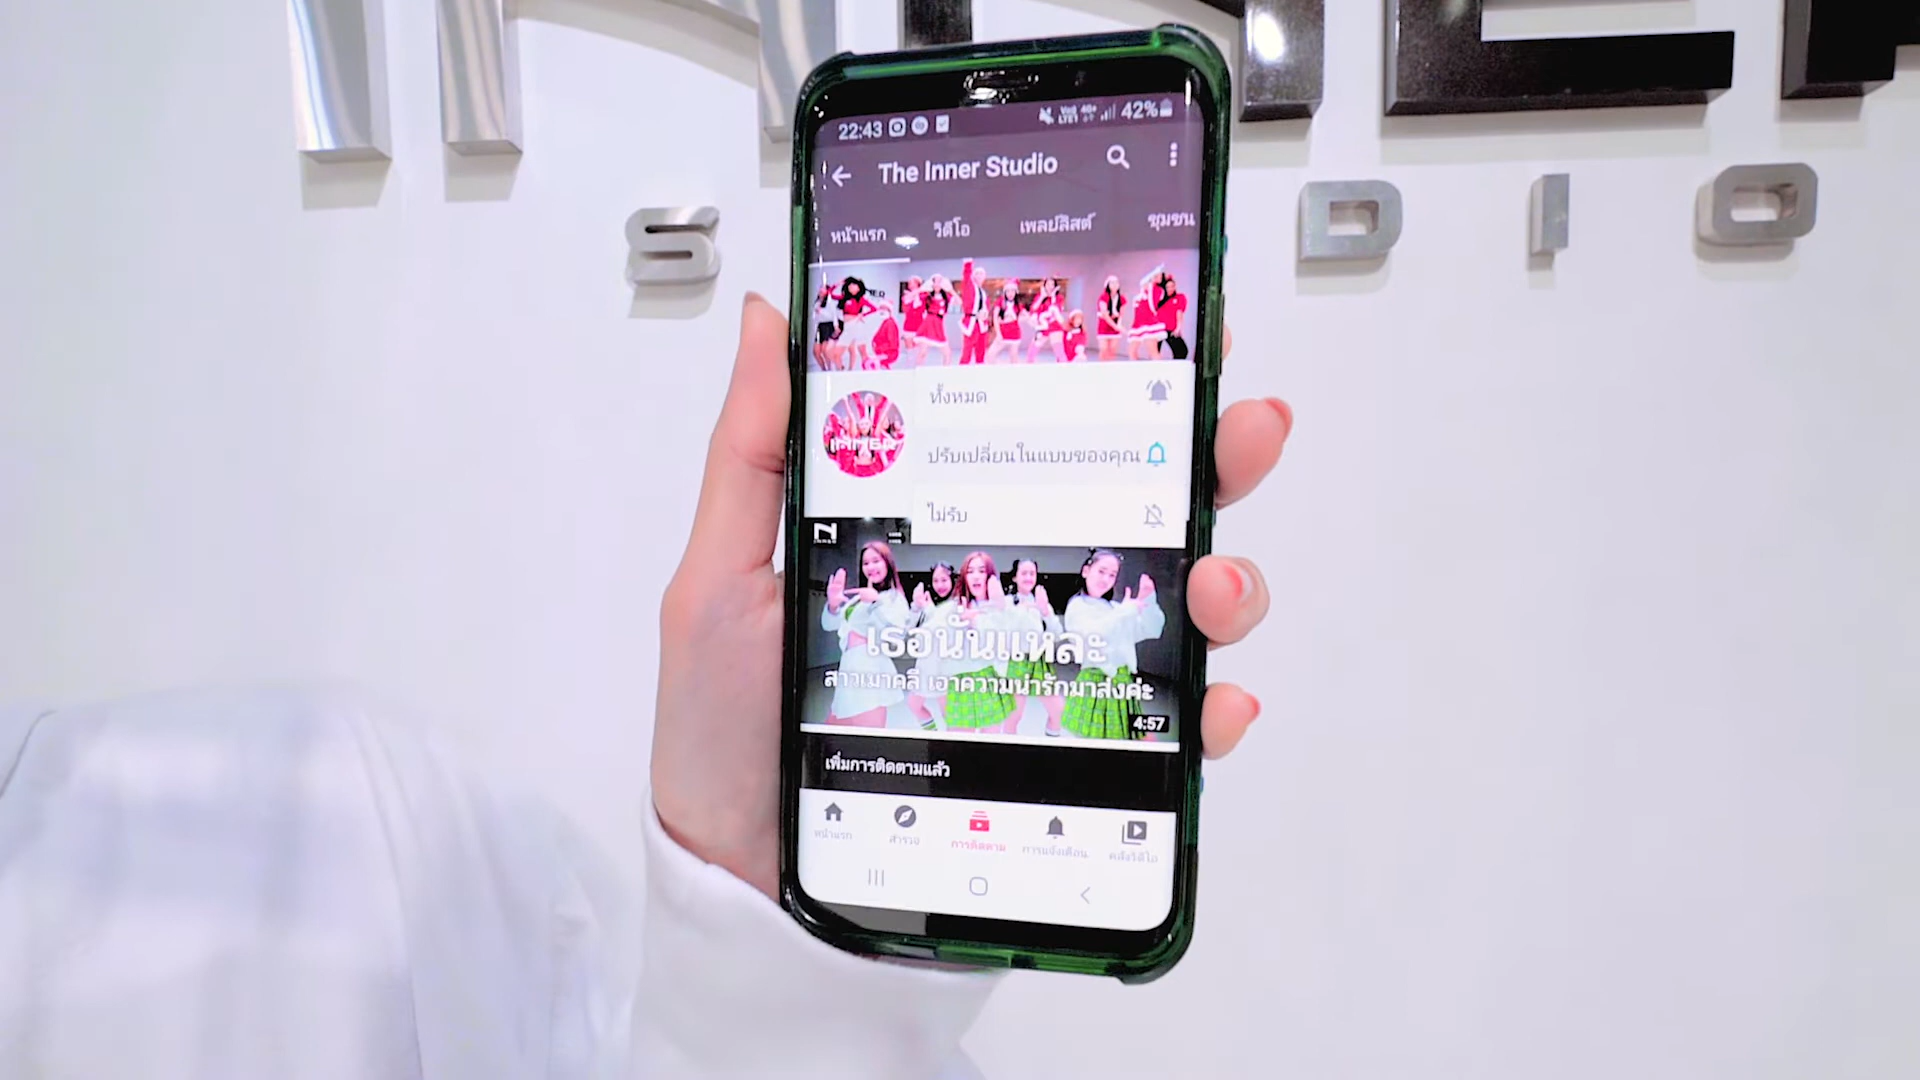 22:43 42%
The Inner Studio
หน้าแรก วิดีโอ เพลย์ลิสต์ ชุมชน
ทั้งหมด
INNER
ปรับเปลี่ยนในแบบของคุณ
ไม่รับ
เธอนั่นแหละ
สาวเมาคลี เอาความน่ารักมาส่งค่ะ
4:57
เพิ่มการติดตามแล้ว
หน้าแรก สำรวจ การติดตาม การแจ้งเตือน คลังวิดีโอ
S DIO